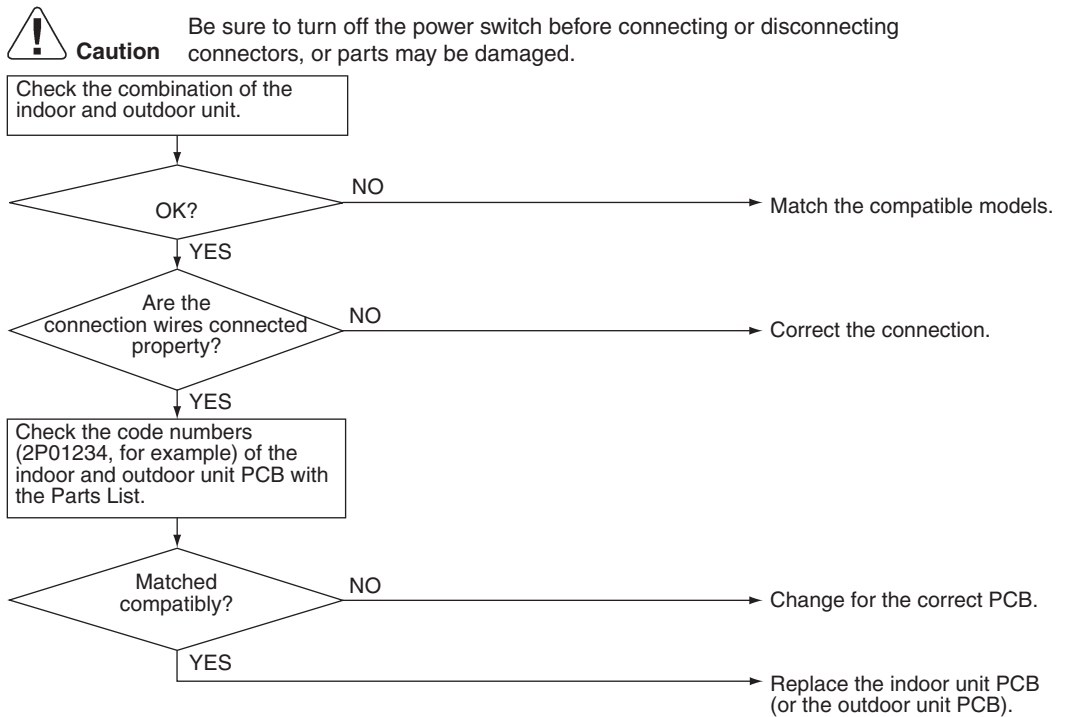 Be sure to turn off the power switch before connecting or disconnecting
Caution connectors, or parts may be damaged.
Check the combination of the
indoor and outdoor unit.
OK?
NO
Match the compatible models.
YES
Are the
connection wires connected
property?
NO
Correct the connection.
YES
Check the code numbers
(2P01234, for example) of the
indoor and outdoor unit PCB with
the Parts List.
Matched
compatibly?
NO
Change for the correct PCB.
YES
Replace the indoor unit PCB
(or the outdoor unit PCB).